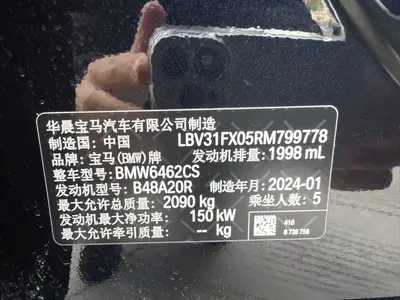 华晨宝马汽车有限公司制造
制造国：中国 LBV31FX05RM799778
品牌：宝马(BMW)牌 发动机排量：1998 mL
整车型号：BMW6462CS
发动机型号：B48A20R 制造年月：2024-01
最大允许总质量：2090 kg 乘坐人数：5
发动机最大净功率：150 kW
最大允许牵引质量：-- kg
416
8 738 756